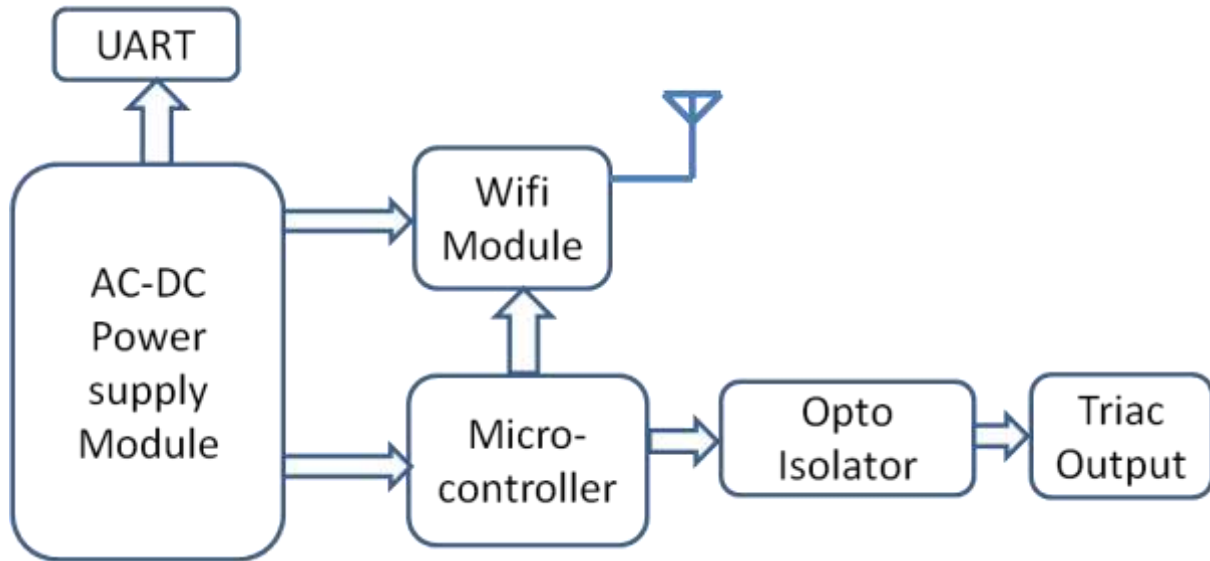 UART
Wifi
Module
AC-DC
Power
supply
Module
Micro-
controller
Opto
Isolator
Triac
Output